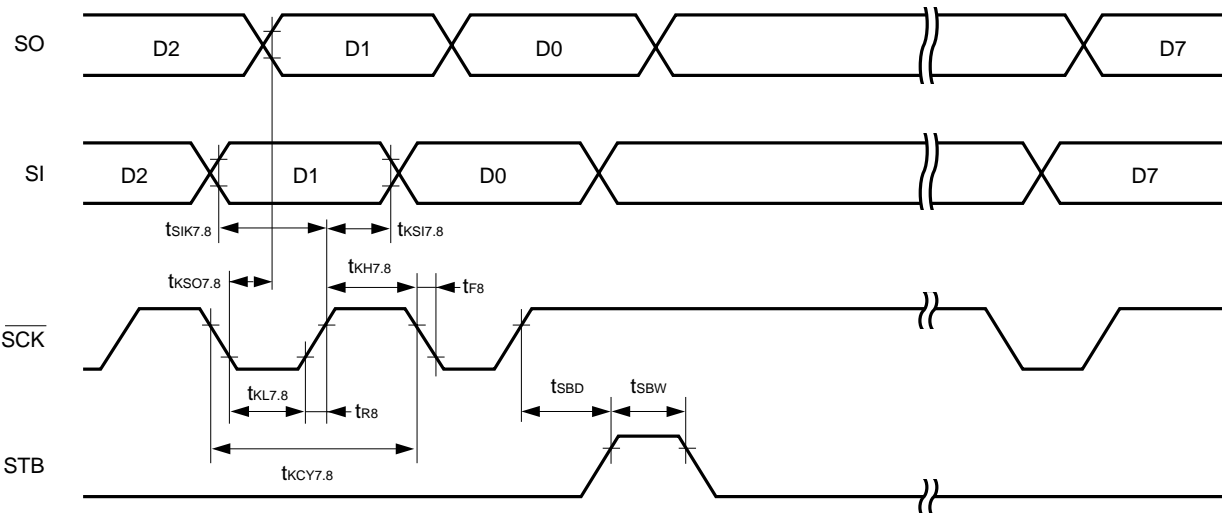 SO D2 D1 D0 D7
SI D2 D1 D0 D7
tSIK7.8 tKSI7.8
tKSO7.8 tKH7.8 tF8
SCK
tKL7.8 tR8 tSBD tSBW
STB tKCY7.8